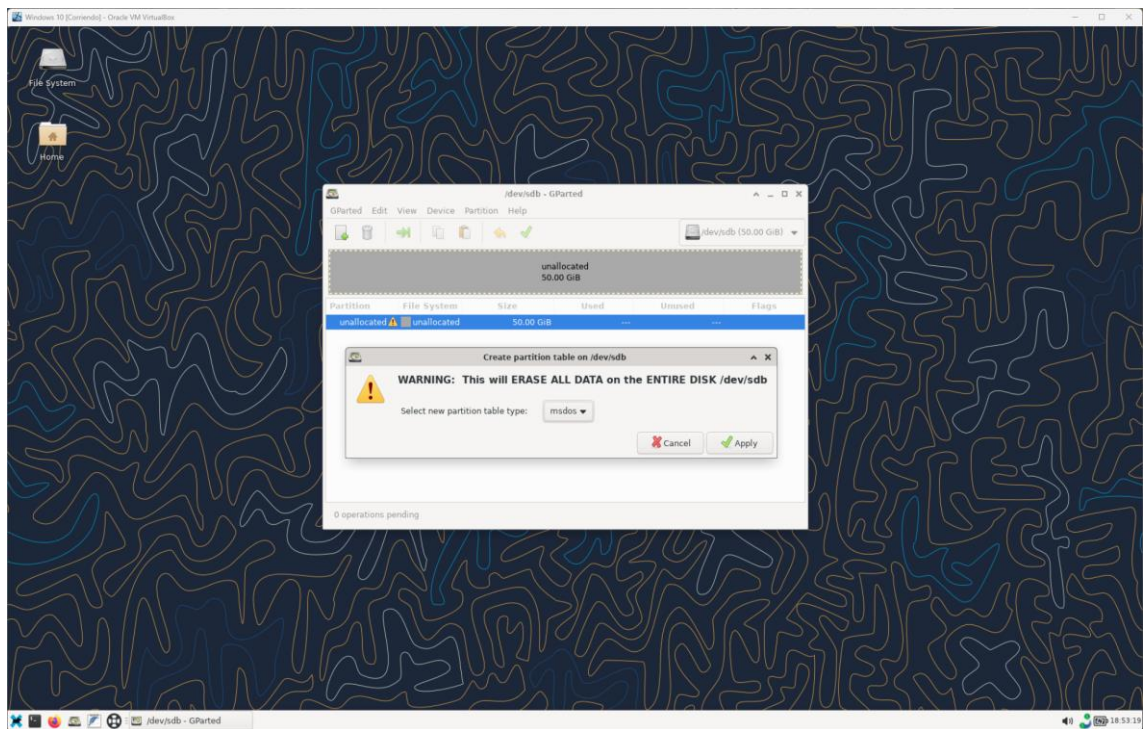 Windows 10 [Corriendo] - Oracle VM VirtualBox
File System
Home
/dev/sdb - GParted
GParted Edit View Device Partition Help
/dev/sdb (50.00 GiB)
unallocated
50.00 GiB
Partition File System Size Used Unused Flags
unallocated unallocated 50.00 GiB --- ---
Create partition table on /dev/sdb
WARNING: This will ERASE ALL DATA on the ENTIRE DISK /dev/sdb
Select new partition table type: msdos
Cancel Apply
0 operations pending
/dev/sdb - GParted
18:53:19